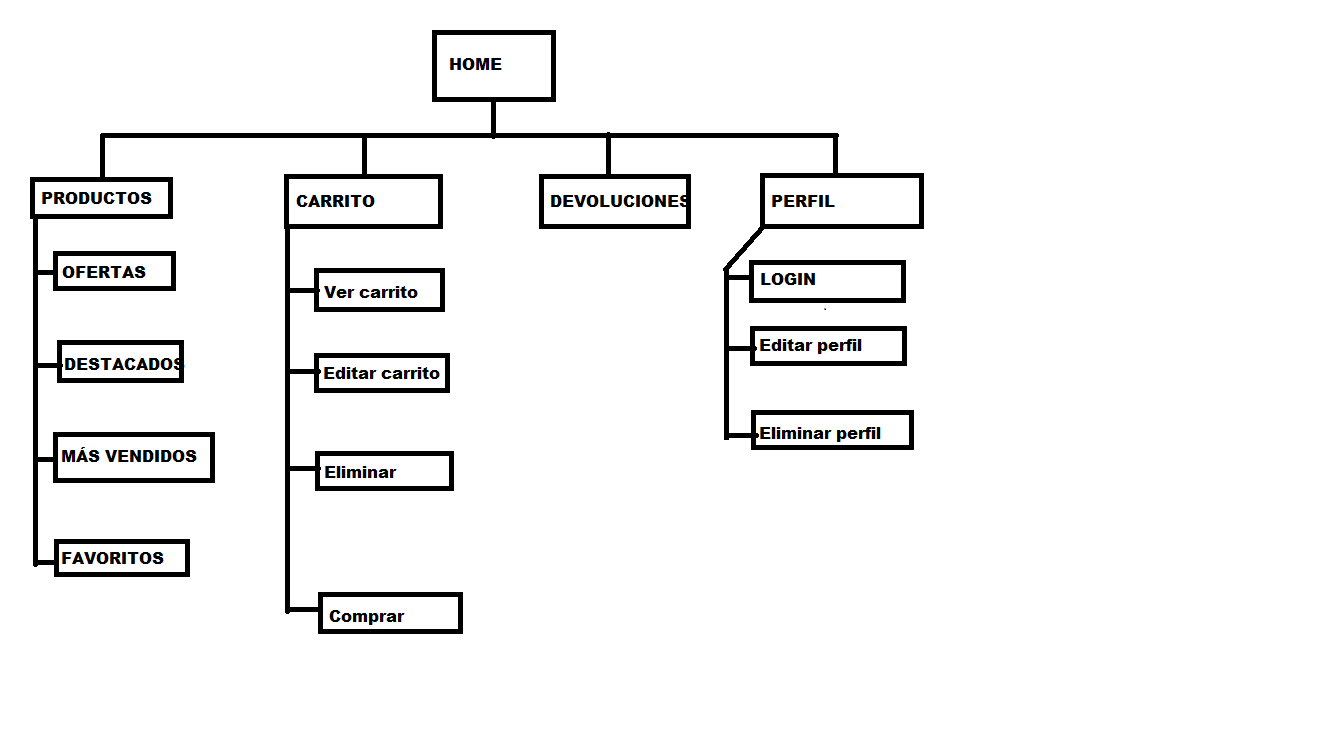 HOME
PRODUCTOS
CARRITO
DEVOLUCIONES
PERFIL
OFERTAS
DESTACADOS
MÁS VENDIDOS
FAVORITOS
Ver carrito
Editar carrito
Eliminar
Comprar
LOGIN
Editar perfil
Eliminar perfil